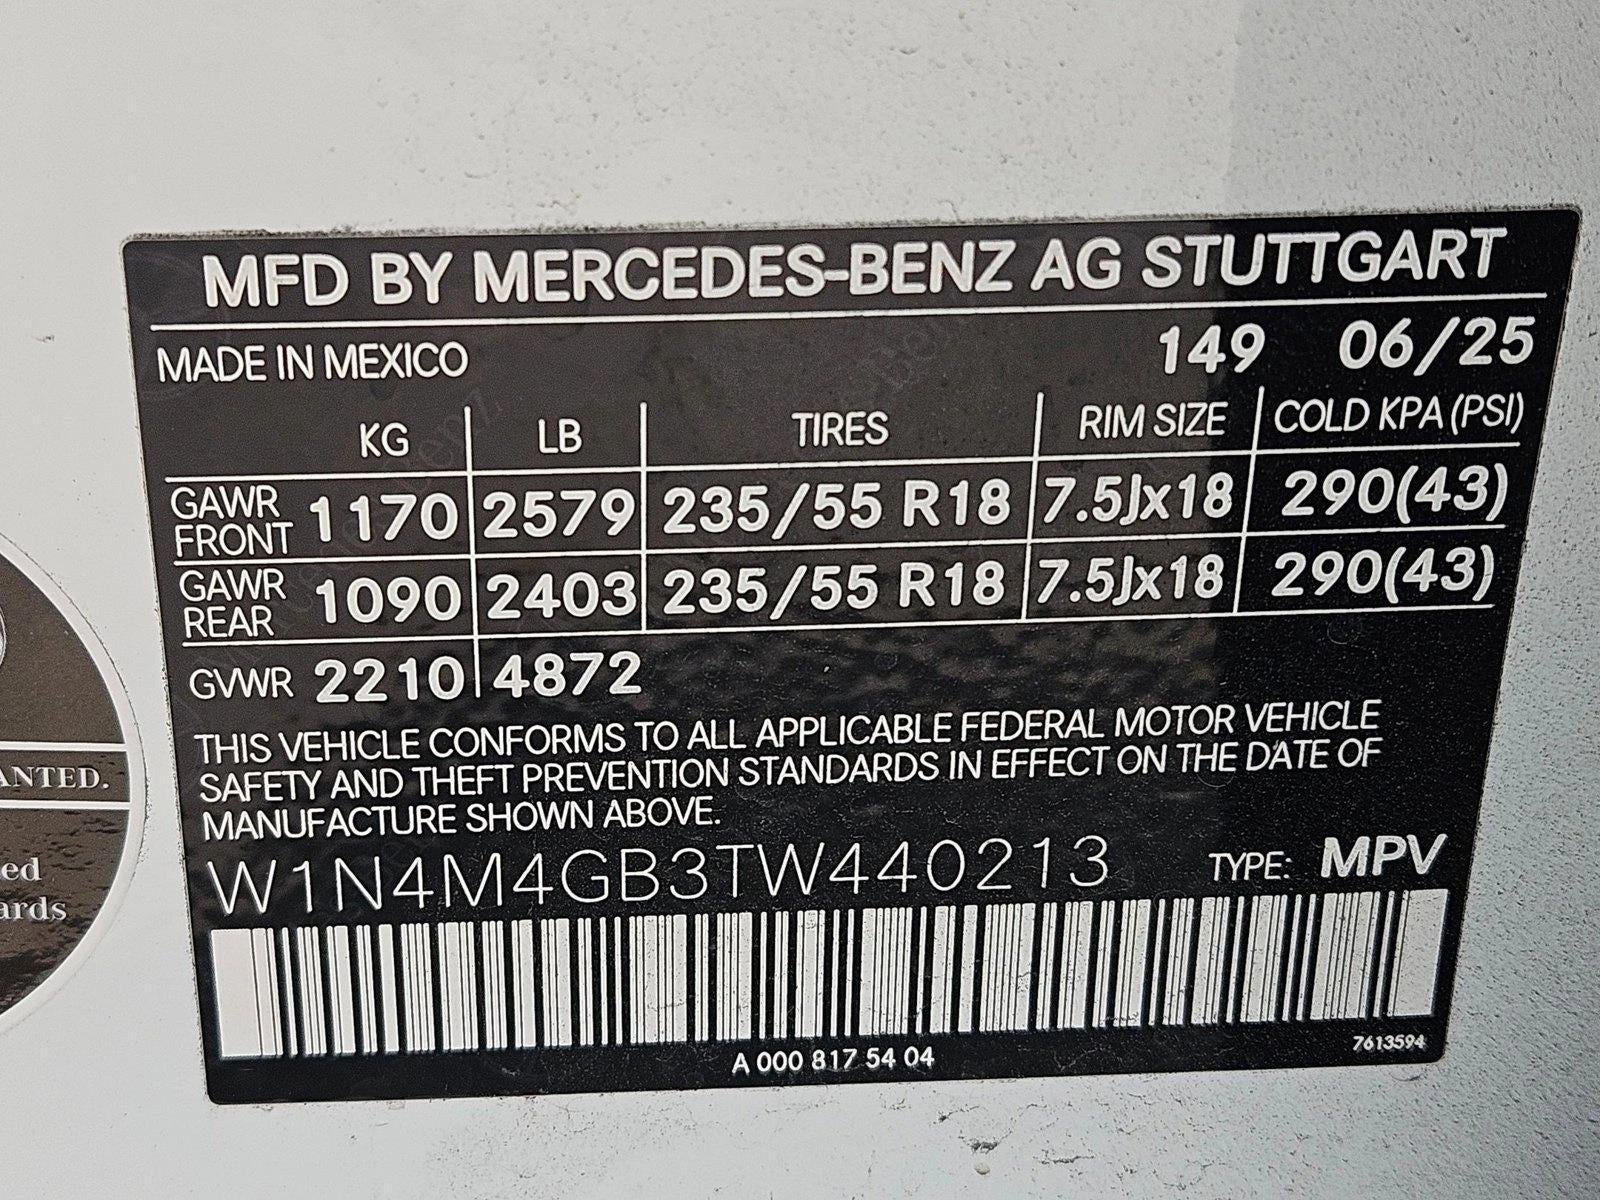 MFD BY MERCEDES-BENZ AG STUTTGART
MADE IN MEXICO 149 06/25
KG LB TIRES RIM SIZE COLD KPA (PSI)
GAWR FRONT 1170 2579 235/55 R18 7.5Jx18 290(43)
GAWR REAR 1090 2403 235/55 R18 7.5Jx18 290(43)
GVWR 2210 4872
THIS VEHICLE CONFORMS TO ALL APPLICABLE FEDERAL MOTOR VEHICLE
SAFETY AND THEFT PREVENTION STANDARDS IN EFFECT ON THE DATE OF
MANUFACTURE SHOWN ABOVE.
W1N4M4GB3TW440213 TYPE: MPV
A 000 817 54 04
7613594
ANTED.
ed
ards